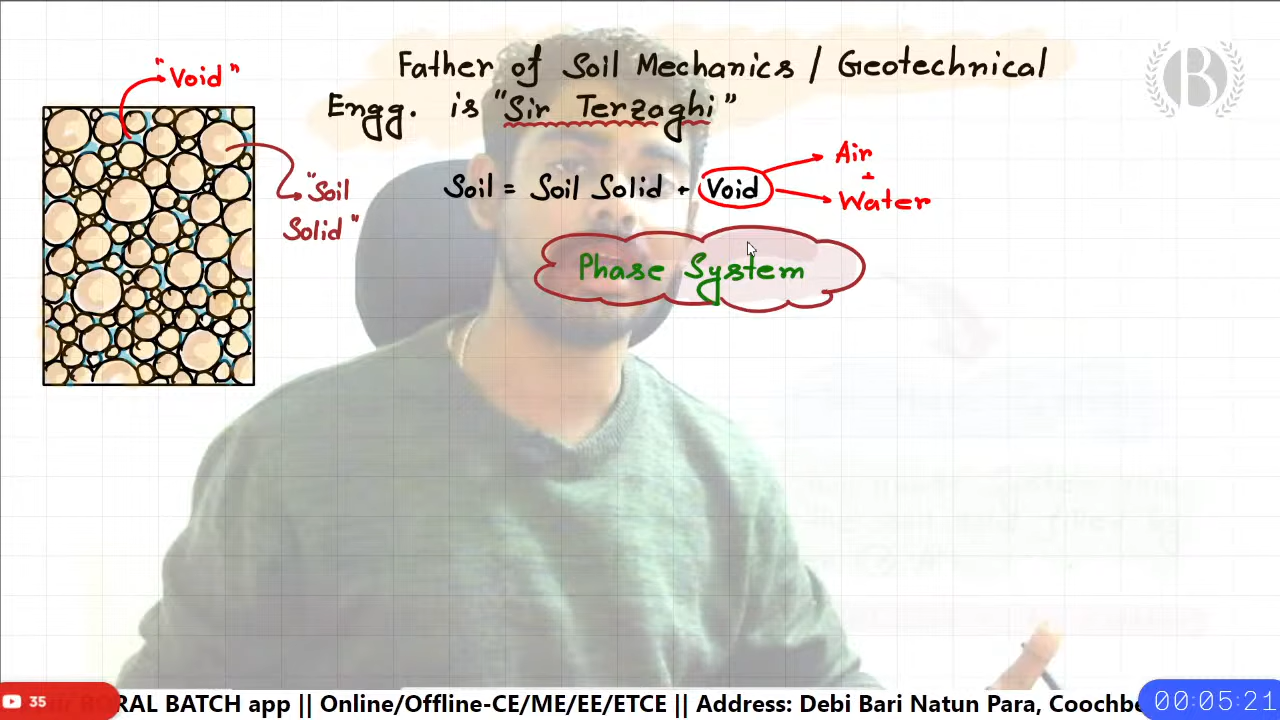 Father of Soil Mechanics / Geotechnical
Engg. is "Sir Terzaghi"
"Void"
Air
+
Soil = Soil Solid + Void
Water
"Soil
Solid"
Phase System
B
35
RAL BATCH app || Online/Offline-CE/ME/EE/ETCE || Address: Debi Bari Natun Para,
00:05:21